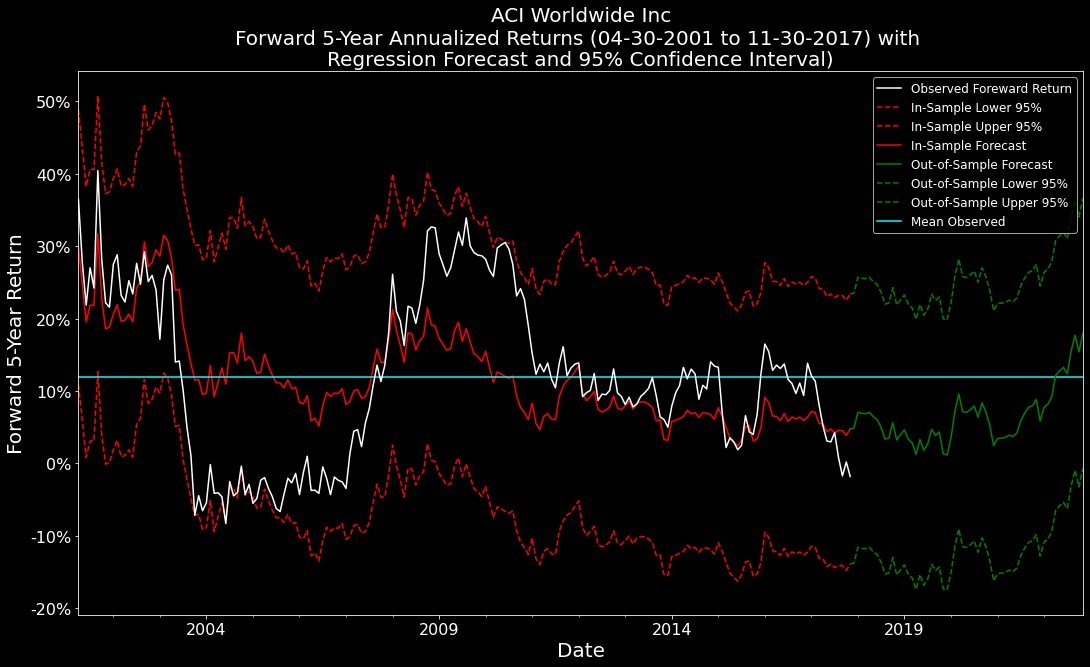 ACI Worldwide Inc
Forward 5-Year Annualized Returns (04-30-2001 to 11-30-2017) with
Regression Forecast and 95% Confidence Interval)
Observed Foreward Return
In-Sample Lower 95%
In-Sample Upper 95%
In-Sample Forecast
Out-of-Sample Forecast
Out-of-Sample Lower 95%
Out-of-Sample Upper 95%
Mean Observed
Forward 5-Year Return
50%
40%
30%
20%
10%
0%
-10%
-20%
2004 2009 2014 2019
Date